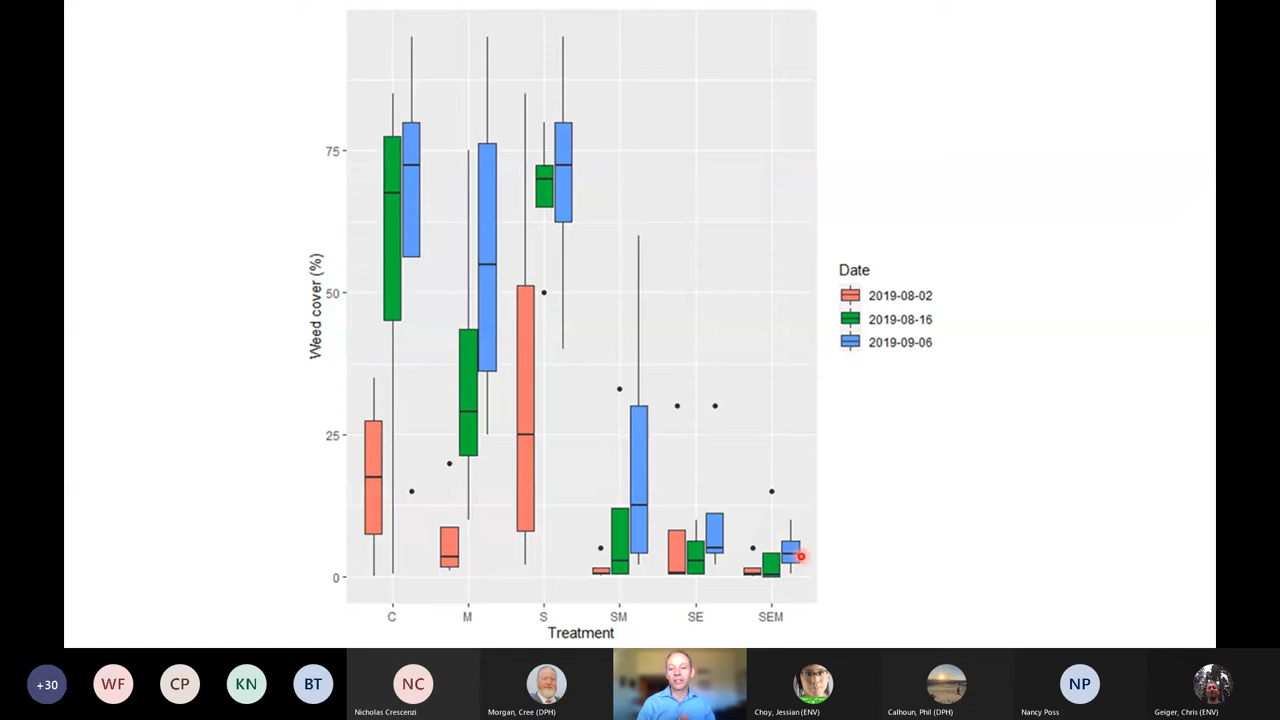 75
50
25
0
Weed cover (%)
C M S SM SE SEM
Treatment
Date
2019-08-02
2019-08-16
2019-09-06
+30 WF CP KN BT NC NP
Nicholas Crescenzi Morgan, Cree (DPH) Choy, Jessian (ENV) Calhoun, Phil (DPH) Nancy Poss Geiger, Chris (ENV)